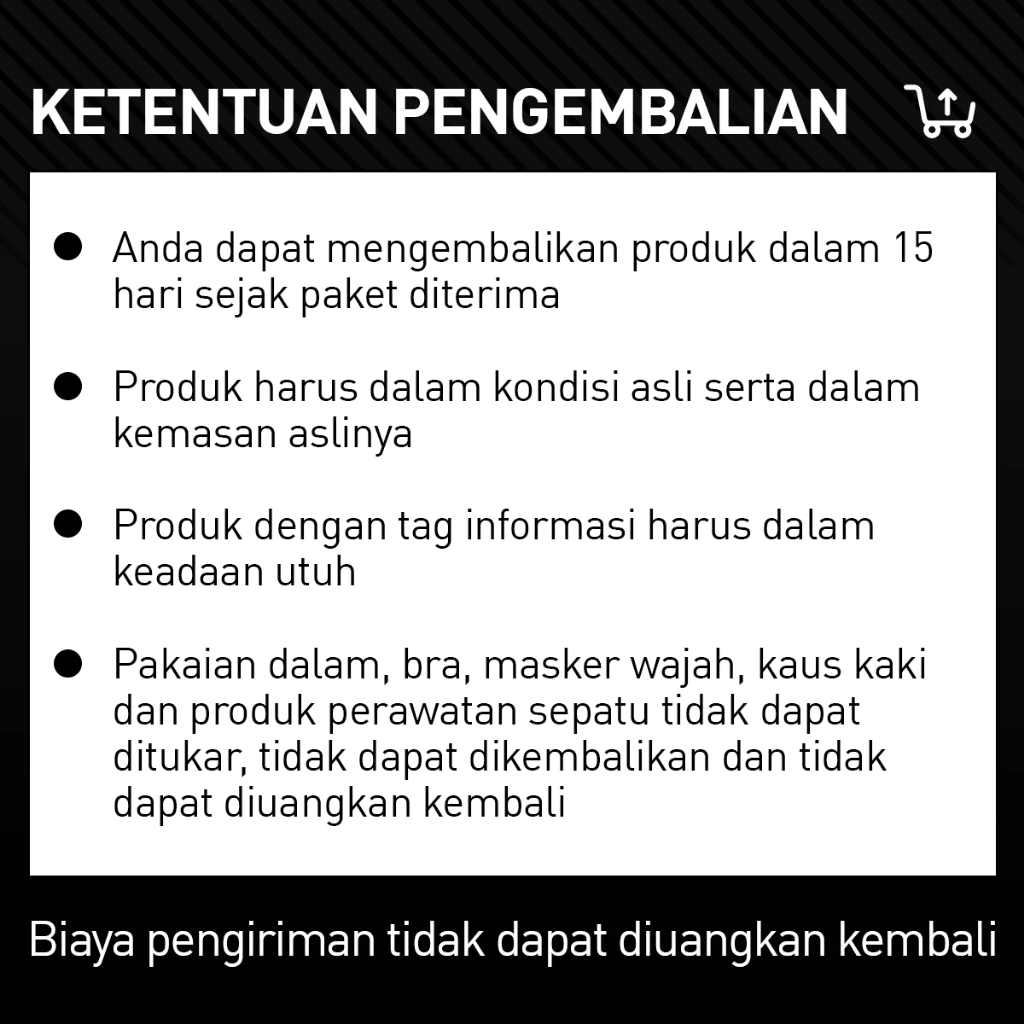 KETENTUAN PENGEMBALIAN
● Anda dapat mengembalikan produk dalam 15
hari sejak paket diterima
● Produk harus dalam kondisi asli serta dalam
kemasan aslinya
● Produk dengan tag informasi harus dalam
keadaan utuh
● Pakaian dalam, bra, masker wajah, kaus kaki
dan produk perawatan sepatu tidak dapat
ditukar, tidak dapat dikembalikan dan tidak
dapat diuangkan kembali
Biaya pengiriman tidak dapat diuangkan kembali